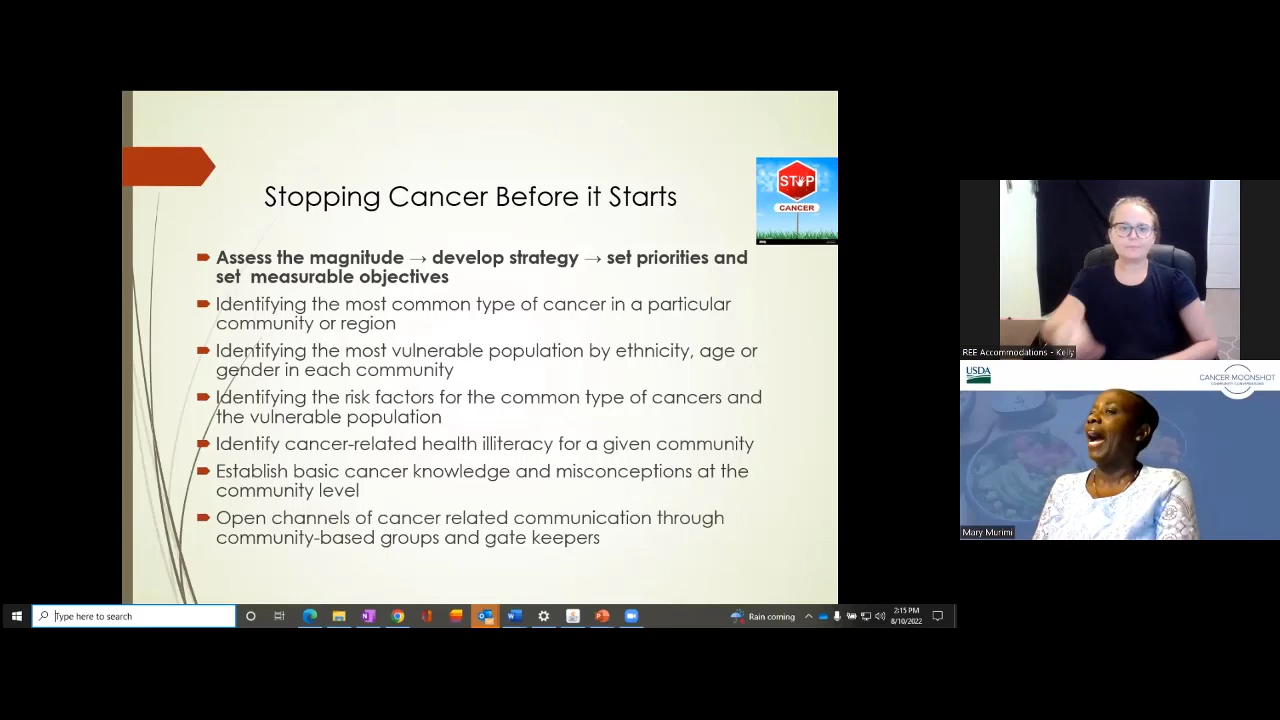 Stopping Cancer Before it Starts
STOP
CANCER
Assess the magnitude → develop strategy → set priorities and
set measurable objectives
Identifying the most common type of cancer in a particular
community or region
Identifying the most vulnerable population by ethnicity, age or
gender in each community
Identifying the risk factors for the common type of cancers and
the vulnerable population
Identify cancer-related health illiteracy for a given community
Establish basic cancer knowledge and misconceptions at the
community level
Open channels of cancer related communication through
community-based groups and gate keepers
REE Accommodations - Kelly
USDA
CANCER MOONSHOT
COMMUNITY CONVERSATIONS
Mary Murimi
Type here to search
Rain coming
2:15 PM
8/10/2022